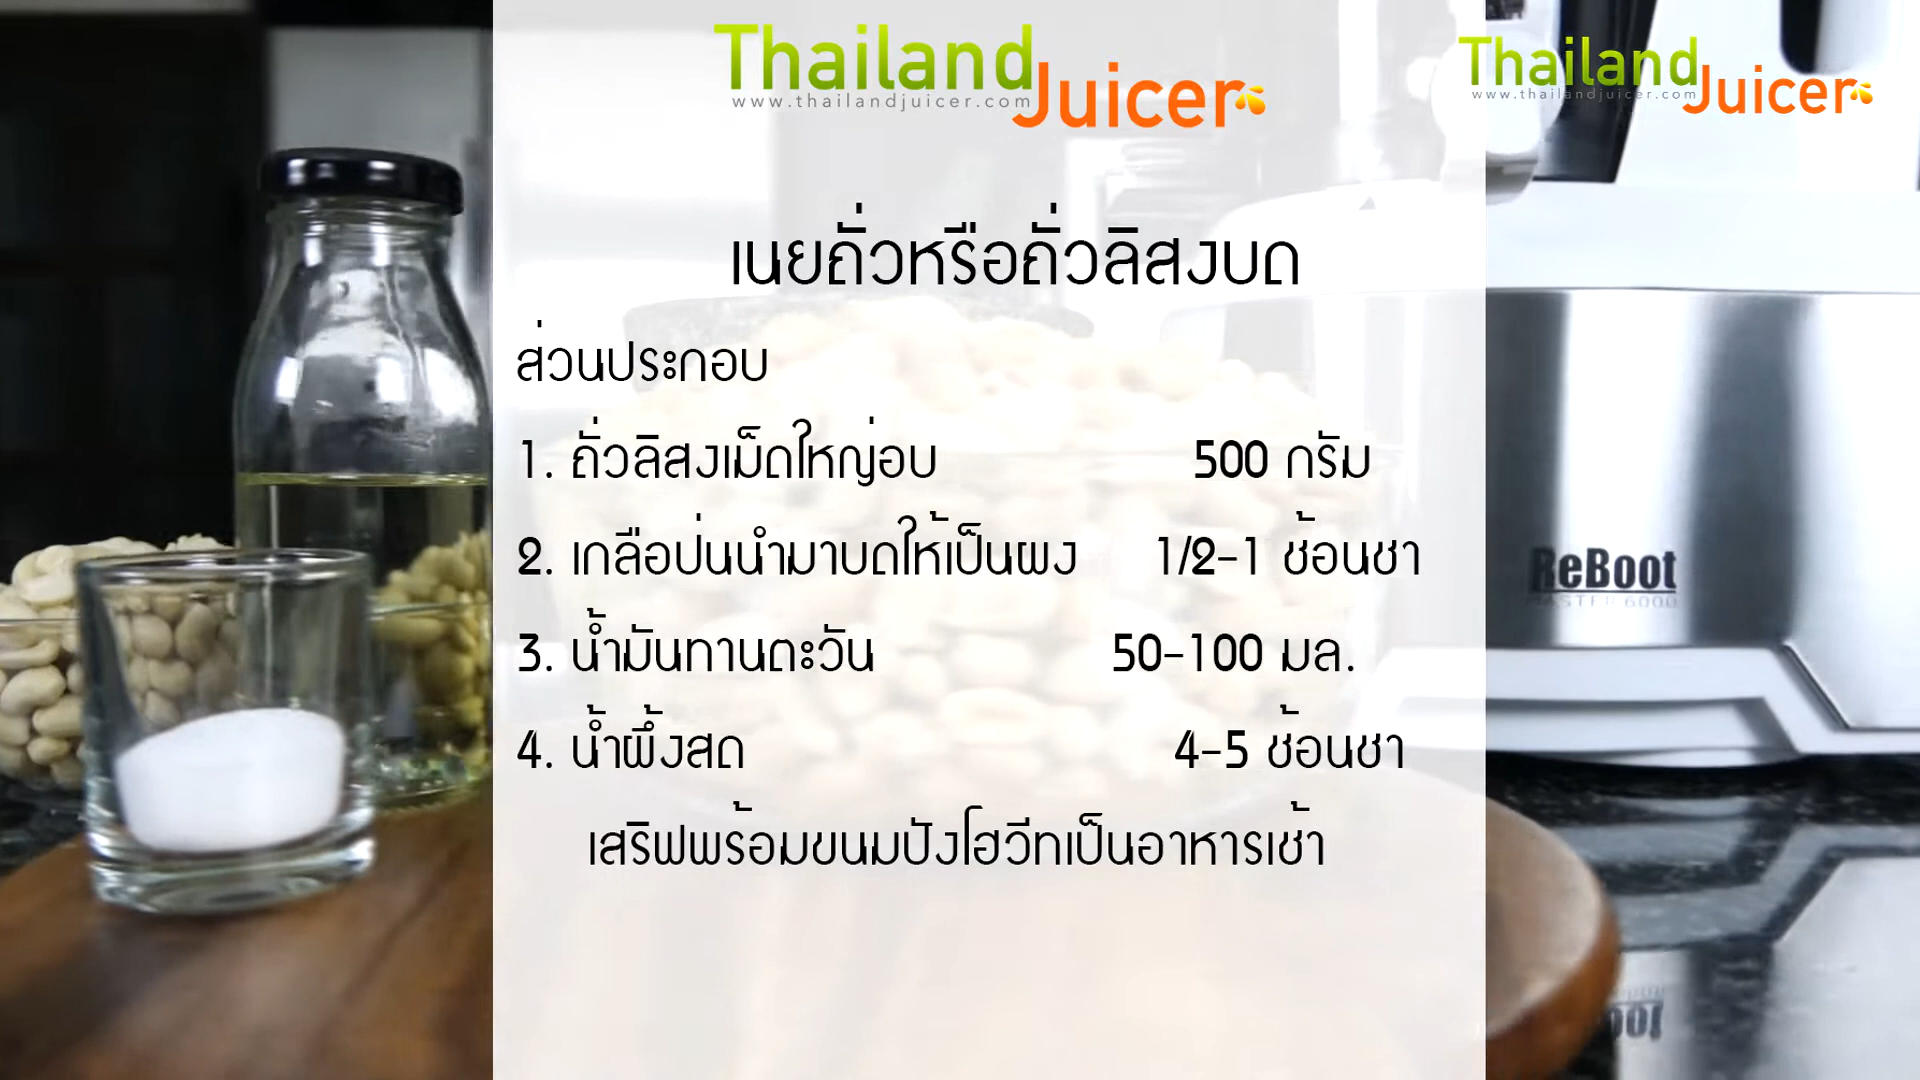 Thailand
www.thailandjuicer.com
Juicer
Thailand
www.thailandjuicer.com
Juicer
เนยถั่วหรือถั่วลิสงบด
ส่วนประกอบ
1. ถั่วลิสงเม็ดใหญ่อบ 500 กรัม
2. เกลือป่นนำมาบดให้เป็นผง 1/2-1 ช้อนชา
3. น้ำมันทานตะวัน 50-100 มล.
4. น้ำผึ้งสด 4-5 ช้อนชา
เสริฟพร้อมขนมปังโฮวีทเป็นอาหารเช้า
ReBoot
MASTER 6000